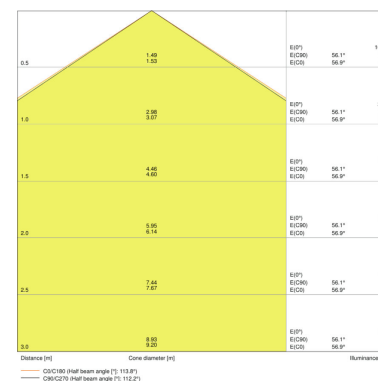 E(0°) 1
1.49 E(C90) 56.1°
0.5 1.53 E(C0) 56.9°
E(0°)
2.98 E(C90) 56.1°
1.0 3.07 E(C0) 56.9°
E(0°)
4.46 E(C90) 56.1°
1.5 4.60 E(C0) 56.9°
E(0°)
5.95 E(C90) 56.1°
2.0 6.14 E(C0) 56.9°
E(0°)
7.44 E(C90) 56.1°
2.5 7.67 E(C0) 56.9°
E(0°)
8.93 E(C90) 56.1°
3.0 9.20 E(C0) 56.9°
Distance [m] Cone diameter [m] Illuminance
C0/C180 (Half beam angle [°]: 113.8°)
C90/C270 (Half beam angle [°]: 112.2°)